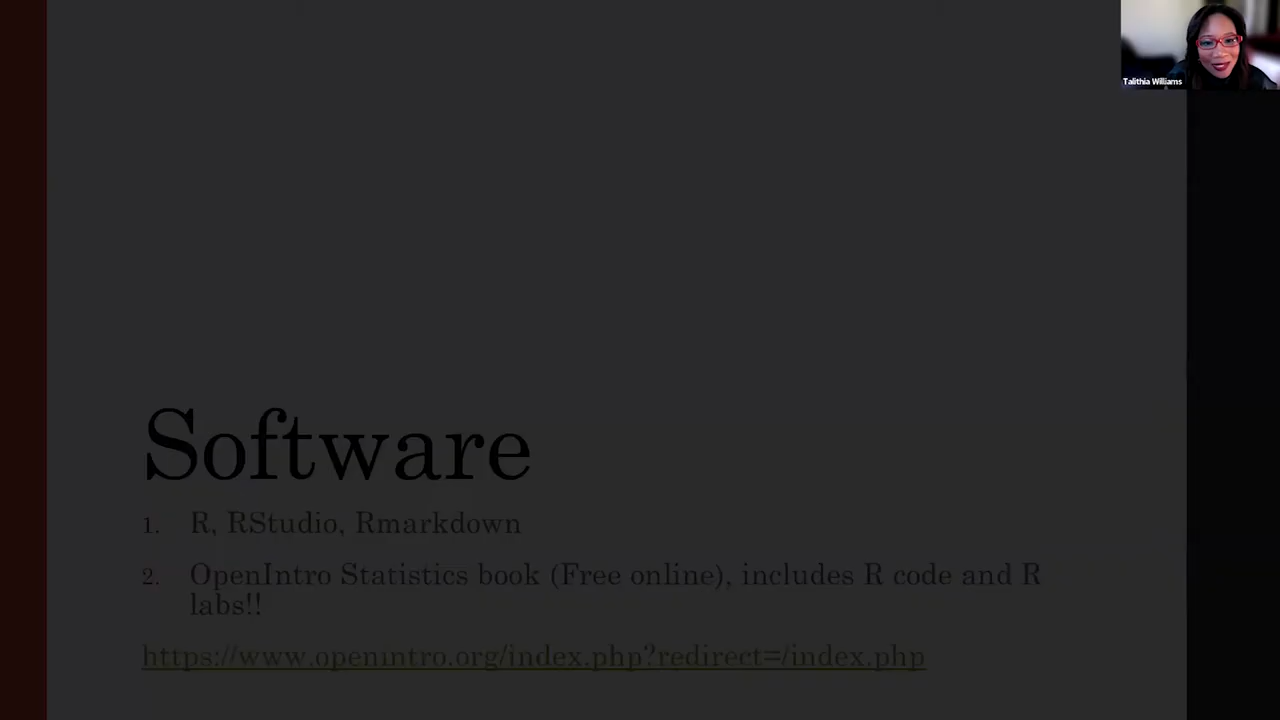 Talithia Williams
Software
1. R, RStudio, Rmarkdown
2. OpenIntro Statistics book (Free online), includes R code and R
labs!!
https://www.openintro.org/index.php?redirect=/index.php